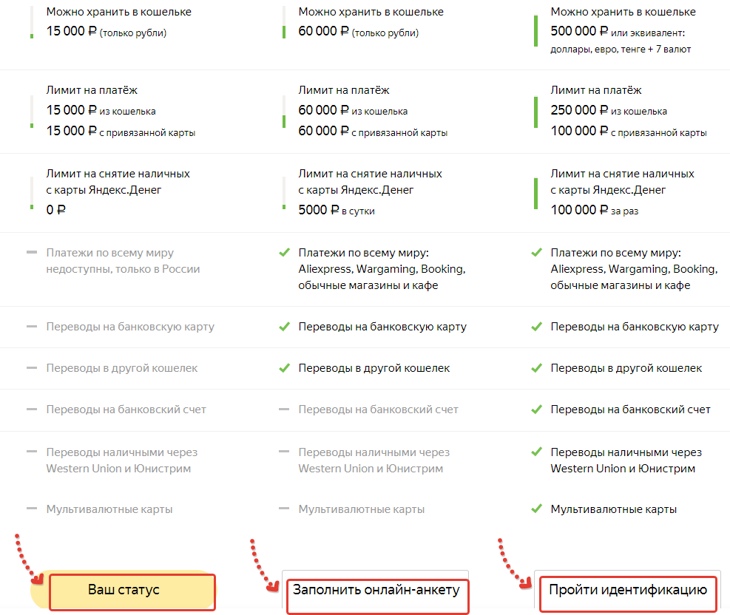 Можно хранить в кошельке
15 000 ₽ (только рубли)
Лимит на платёж
15 000 ₽ из кошелька
15 000 ₽ с привязанной карты
Лимит на снятие наличных
с карты Яндекс.Денег
0 ₽
Платежи по всему миру
недоступны, только в России
Переводы на банковскую карту
Переводы в другой кошелек
Переводы на банковский счет
Переводы наличными через
Western Union и Юнистрим
Мультивалютные карты
Ваш статус
Можно хранить в кошельке
60 000 ₽ (только рубли)
Лимит на платёж
60 000 ₽ из кошелька
60 000 ₽ с привязанной карты
Лимит на снятие наличных
с карты Яндекс.Денег
5000 ₽ в сутки
Платежи по всему миру:
Aliexpress, Wargaming, Booking,
обычные магазины и кафе
Переводы на банковскую карту
Переводы в другой кошелек
Переводы на банковский счет
Переводы наличными через
Western Union и Юнистрим
Мультивалютные карты
Заполнить онлайн-анкету
Можно хранить в кошельке
500 000 ₽ или эквивалент:
доллары, евро, тенге + 7 валют
Лимит на платёж
250 000 ₽ из кошелька
100 000 ₽ с привязанной карты
Лимит на снятие наличных
с карты Яндекс.Денег
100 000 ₽ за раз
Платежи по всему миру:
Aliexpress, Wargaming, Booking,
обычные магазины и кафе
Переводы на банковскую карту
Переводы в другой кошелек
Переводы на банковский счет
Переводы наличными через
Western Union и Юнистрим
Мультивалютные карты
Пройти идентификацию